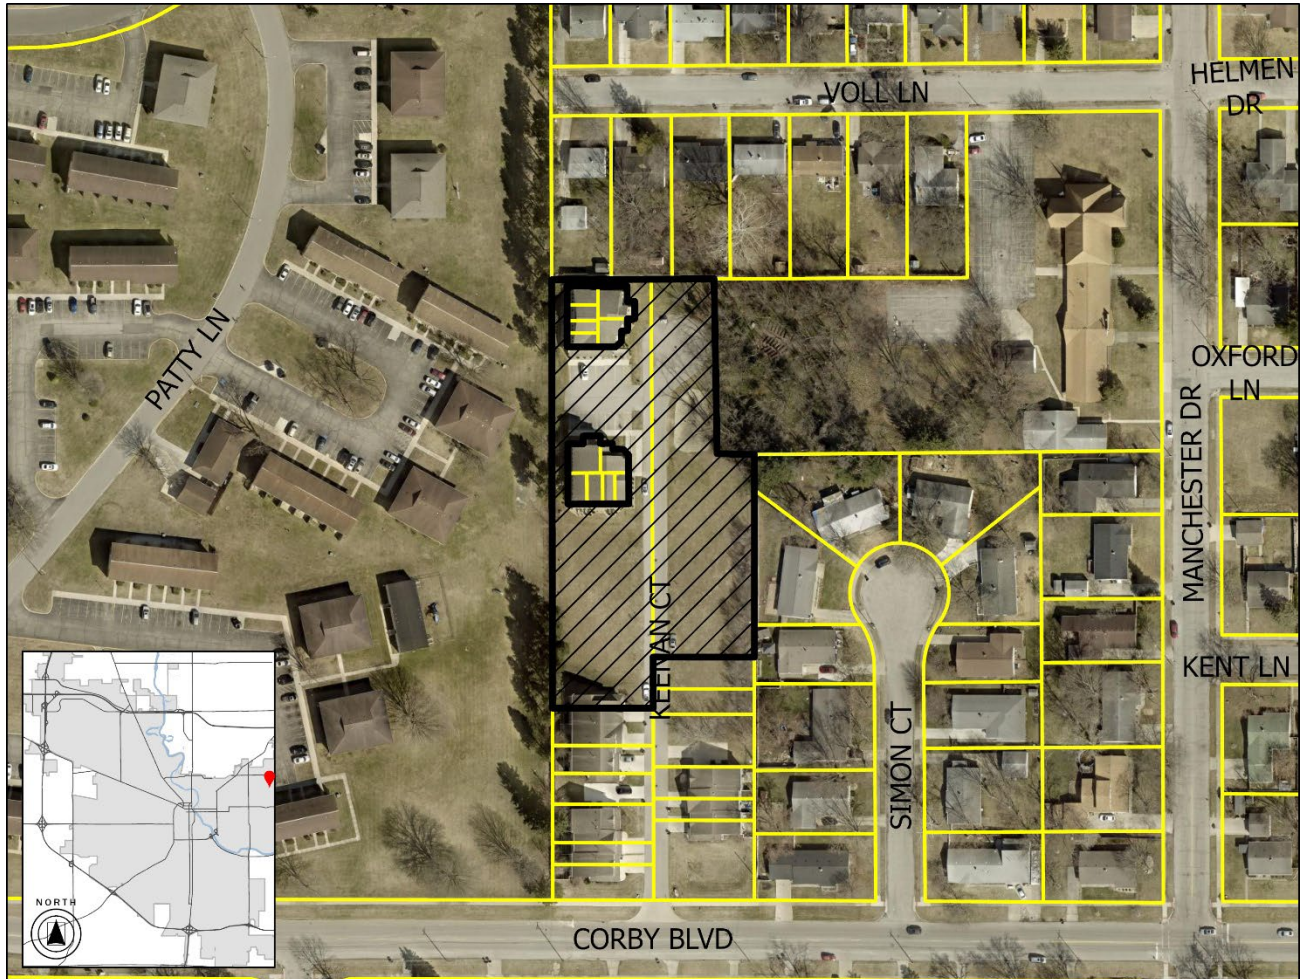 HELMEN
DR
VOLL LN
PATTY LN
OXFORD
LN
MANCHESTER DR
KEENAN CT
KENT LN
SIMON CT
NORTH
CORBY BLVD